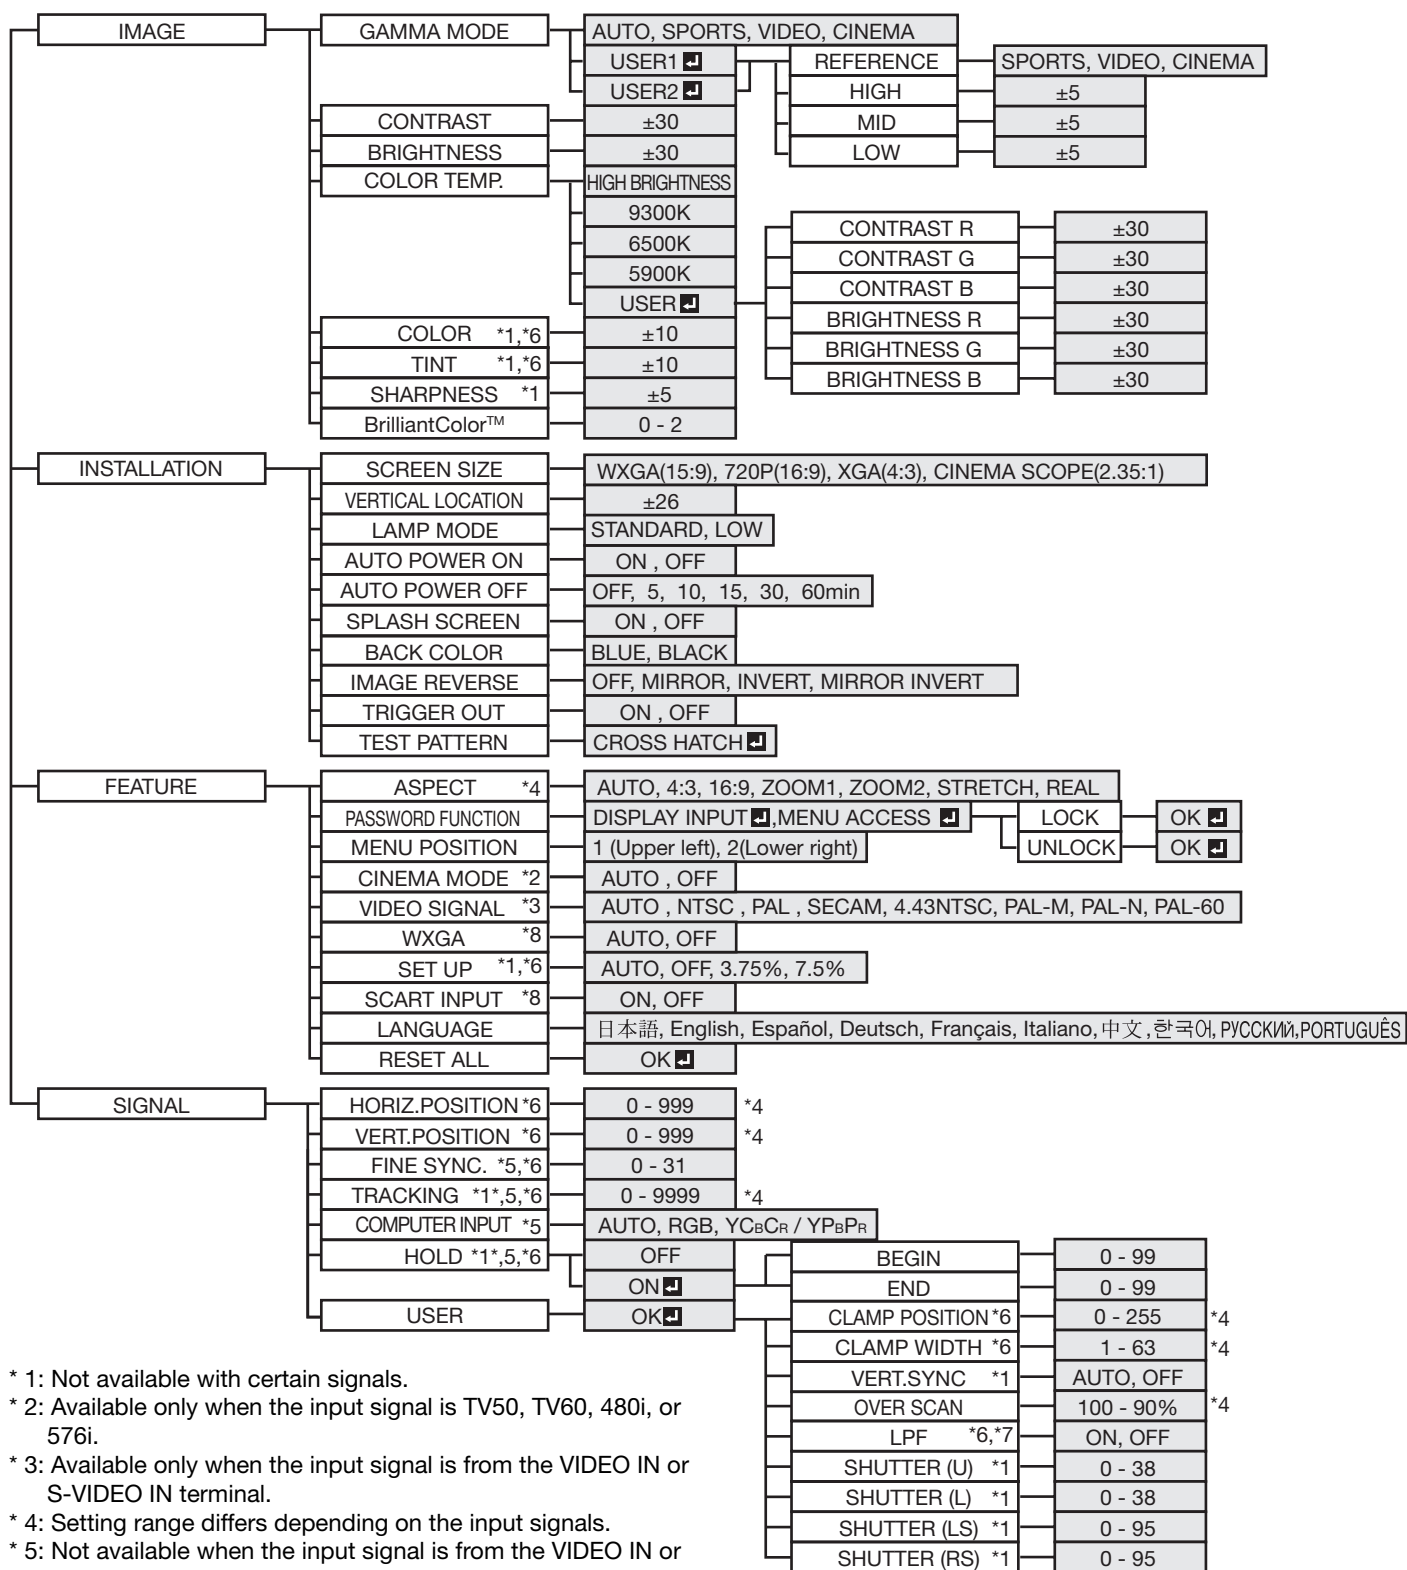 IMAGE GAMMA MODE AUTO, SPORTS, VIDEO, CINEMA
USER1 REFERENCE SPORTS, VIDEO, CINEMA
USER2 HIGH ±5
CONTRAST ±30 MID ±5
BRIGHTNESS ±30 LOW ±5
COLOR TEMP. HIGH BRIGHTNESS
9300K CONTRAST R ±30
6500K CONTRAST G ±30
5900K CONTRAST B ±30
USER BRIGHTNESS R ±30
COLOR *1,*6 ±10 BRIGHTNESS G ±30
TINT *1,*6 ±10 BRIGHTNESS B ±30
SHARPNESS *1 ±5
BrilliantColor™ 0 - 2
INSTALLATION SCREEN SIZE WXGA(15:9), 720P(16:9), XGA(4:3), CINEMA SCOPE(2.35:1)
VERTICAL LOCATION ±26
LAMP MODE STANDARD, LOW
AUTO POWER ON ON , OFF
AUTO POWER OFF OFF, 5, 10, 15, 30, 60min
SPLASH SCREEN ON , OFF
BACK COLOR BLUE, BLACK
IMAGE REVERSE OFF, MIRROR, INVERT, MIRROR INVERT
TRIGGER OUT ON , OFF
TEST PATTERN CROSS HATCH
FEATURE ASPECT *4 AUTO, 4:3, 16:9, ZOOM1, ZOOM2, STRETCH, REAL
PASSWORD FUNCTION DISPLAY INPUT ,MENU ACCESS LOCK OK
MENU POSITION 1 (Upper left), 2(Lower right) UNLOCK OK
CINEMA MODE *2 AUTO , OFF
VIDEO SIGNAL *3 AUTO , NTSC , PAL , SECAM, 4.43NTSC, PAL-M, PAL-N, PAL-60
WXGA *8 AUTO, OFF
SET UP *1,*6 AUTO, OFF, 3.75%, 7.5%
SCART INPUT *8 ON, OFF
LANGUAGE 日本語, English, Español, Deutsch, Français, Italiano, 中文, 한국어, РУССКИй,PORTUGUÊS
RESET ALL OK
SIGNAL HORIZ.POSITION *6 0 - 999 *4
VERT.POSITION *6 0 - 999 *4
FINE SYNC. *5,*6 0 - 31
TRACKING *1*,5,*6 0 - 9999 *4
COMPUTER INPUT *5 AUTO, RGB, YCBCR / YPBPR
HOLD *1*,5,*6 OFF BEGIN 0 - 99
ON END 0 - 99
USER OK CLAMP POSITION *6 0 - 255 *4
CLAMP WIDTH *6 1 - 63 *4
VERT.SYNC *1 AUTO, OFF
OVER SCAN 100 - 90% *4
LPF *6,*7 ON, OFF
SHUTTER (U) *1 0 - 38
SHUTTER (L) *1 0 - 38
SHUTTER (LS) *1 0 - 95
SHUTTER (RS) *1 0 - 95
* 1: Not available with certain signals.
* 2: Available only when the input signal is TV50, TV60, 480i, or
576i.
* 3: Available only when the input signal is from the VIDEO IN or
S-VIDEO IN terminal.
* 4: Setting range differs depending on the input signals.
* 5: Not available when the input signal is from the VIDEO IN or